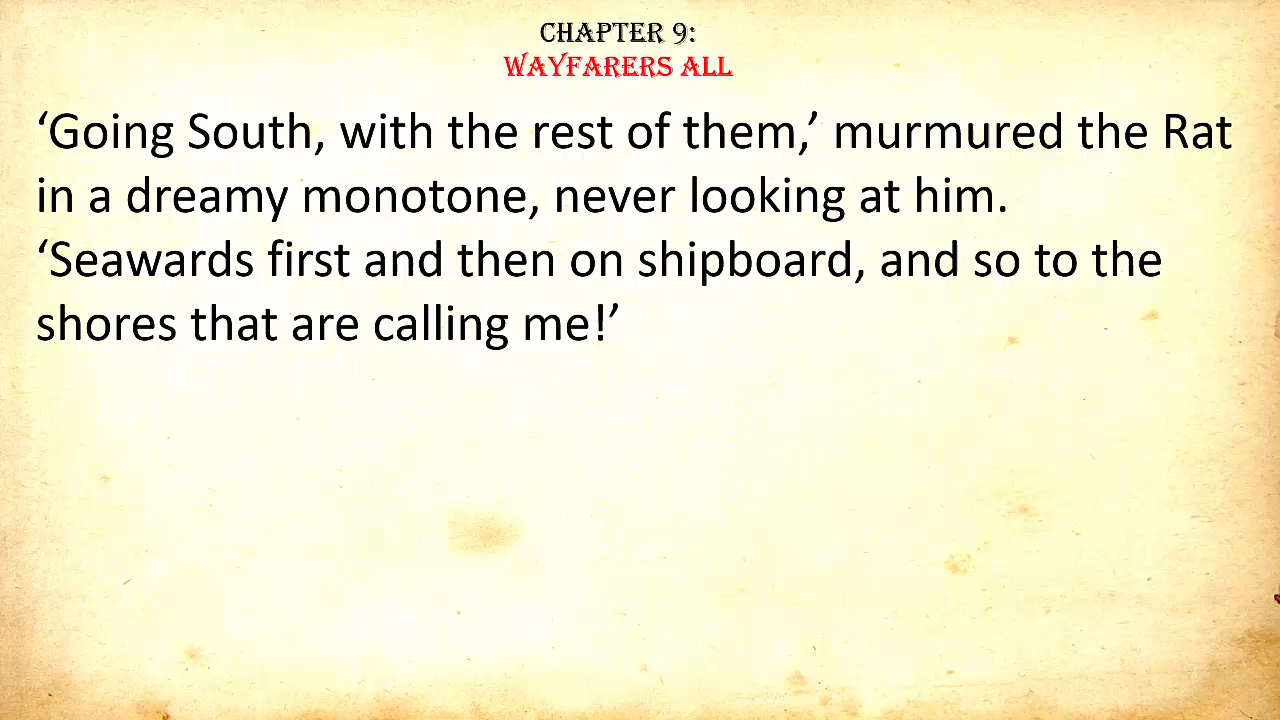 CHAPTER 9:
WAYFARERS ALL
‘Going South, with the rest of them,’ murmured the Rat
in a dreamy monotone, never looking at him.
‘Seawards first and then on shipboard, and so to the
shores that are calling me!’